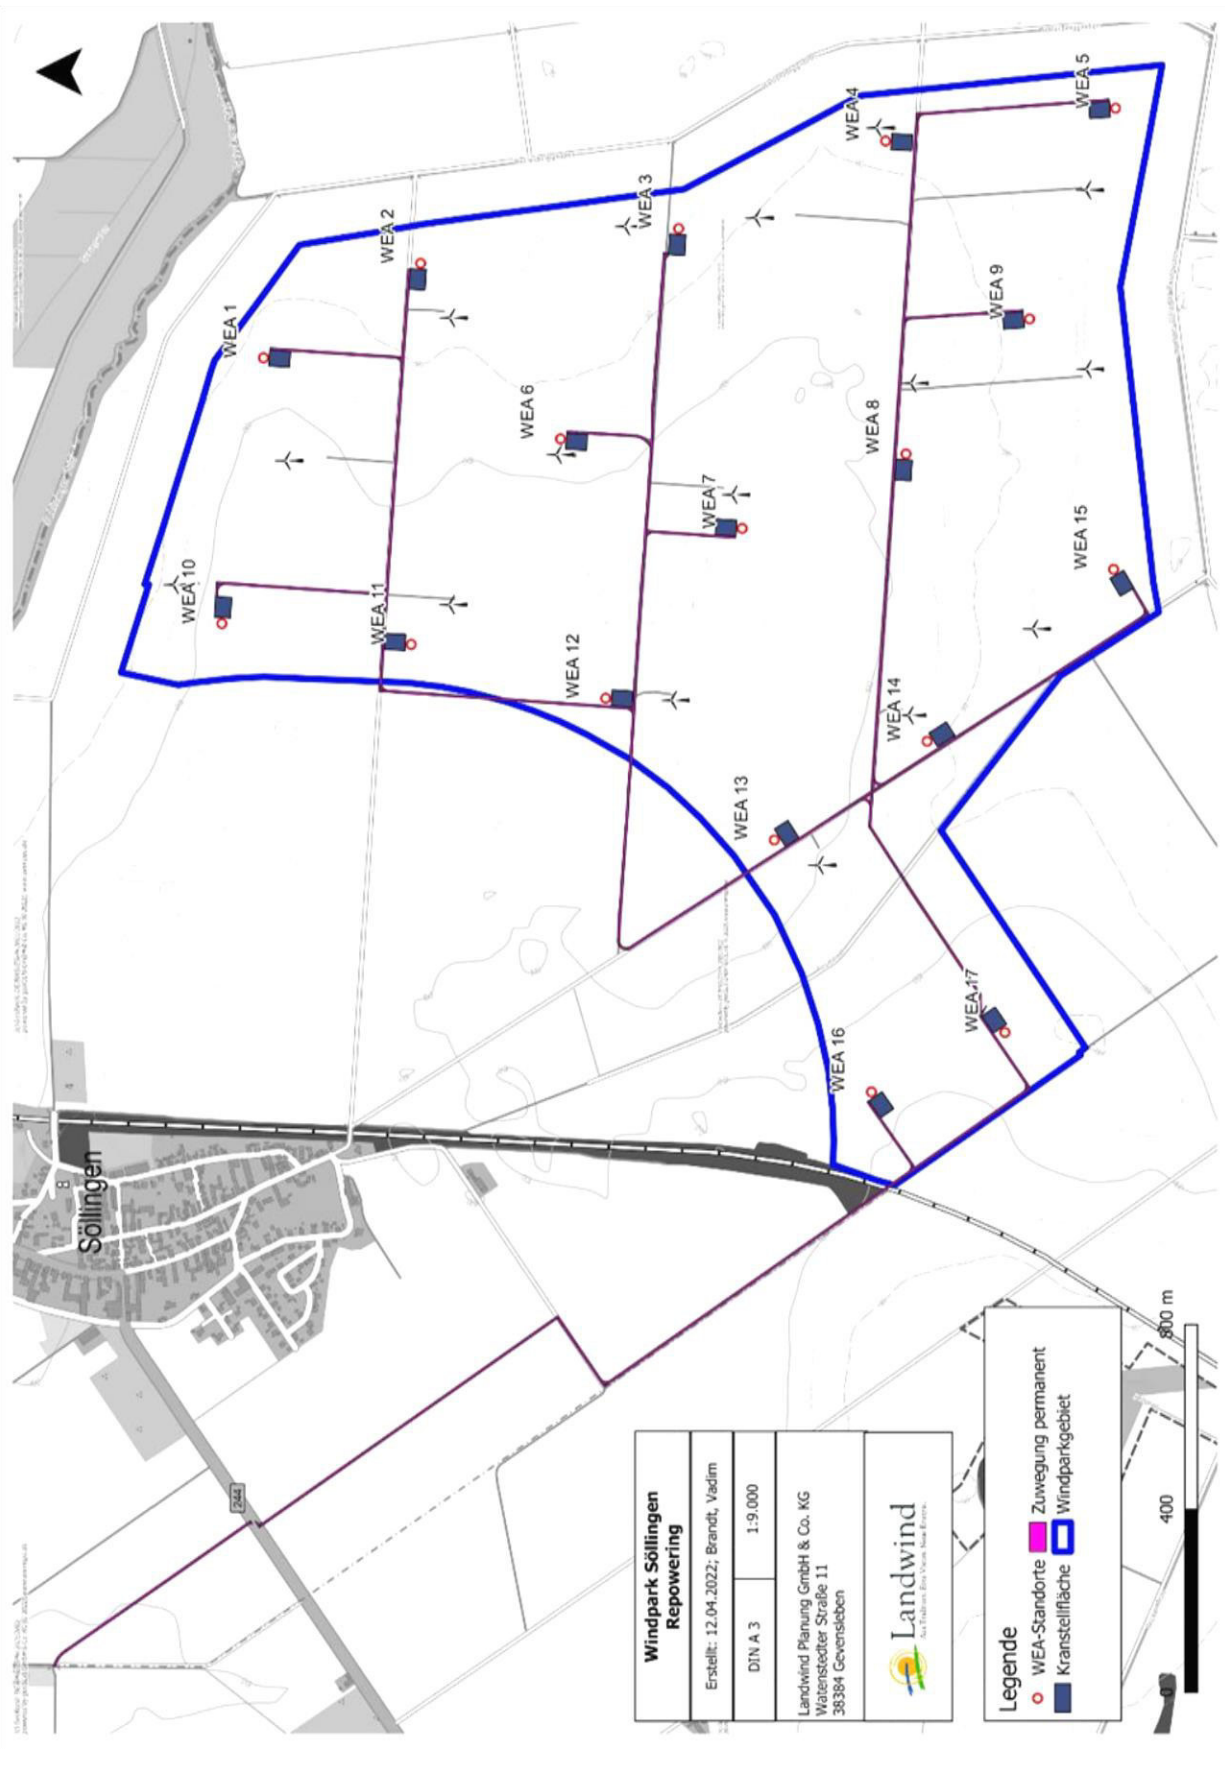 Söllingen
244
WEA 1
WEA 2
WEA 3
WEA 4
WEA 5
WEA 6
WEA 7
WEA 8
WEA 9
WEA 10
WEA 11
WEA 12
WEA 13
WEA 14
WEA 15
WEA 16
WEA 17
Windpark Söllingen
Repowering
Erstellt: 12.04.2022; Brandt, Vadim
DIN A 3
1:9.000
Landwind Planung GmbH & Co. KG
Watenstedter Straße 11
38384 Gevensleben
Landwind
Legende
WEA-Standorte
Zuwegung permanent
Kranstellfläche
Windparkgebiet
0
400
800 m